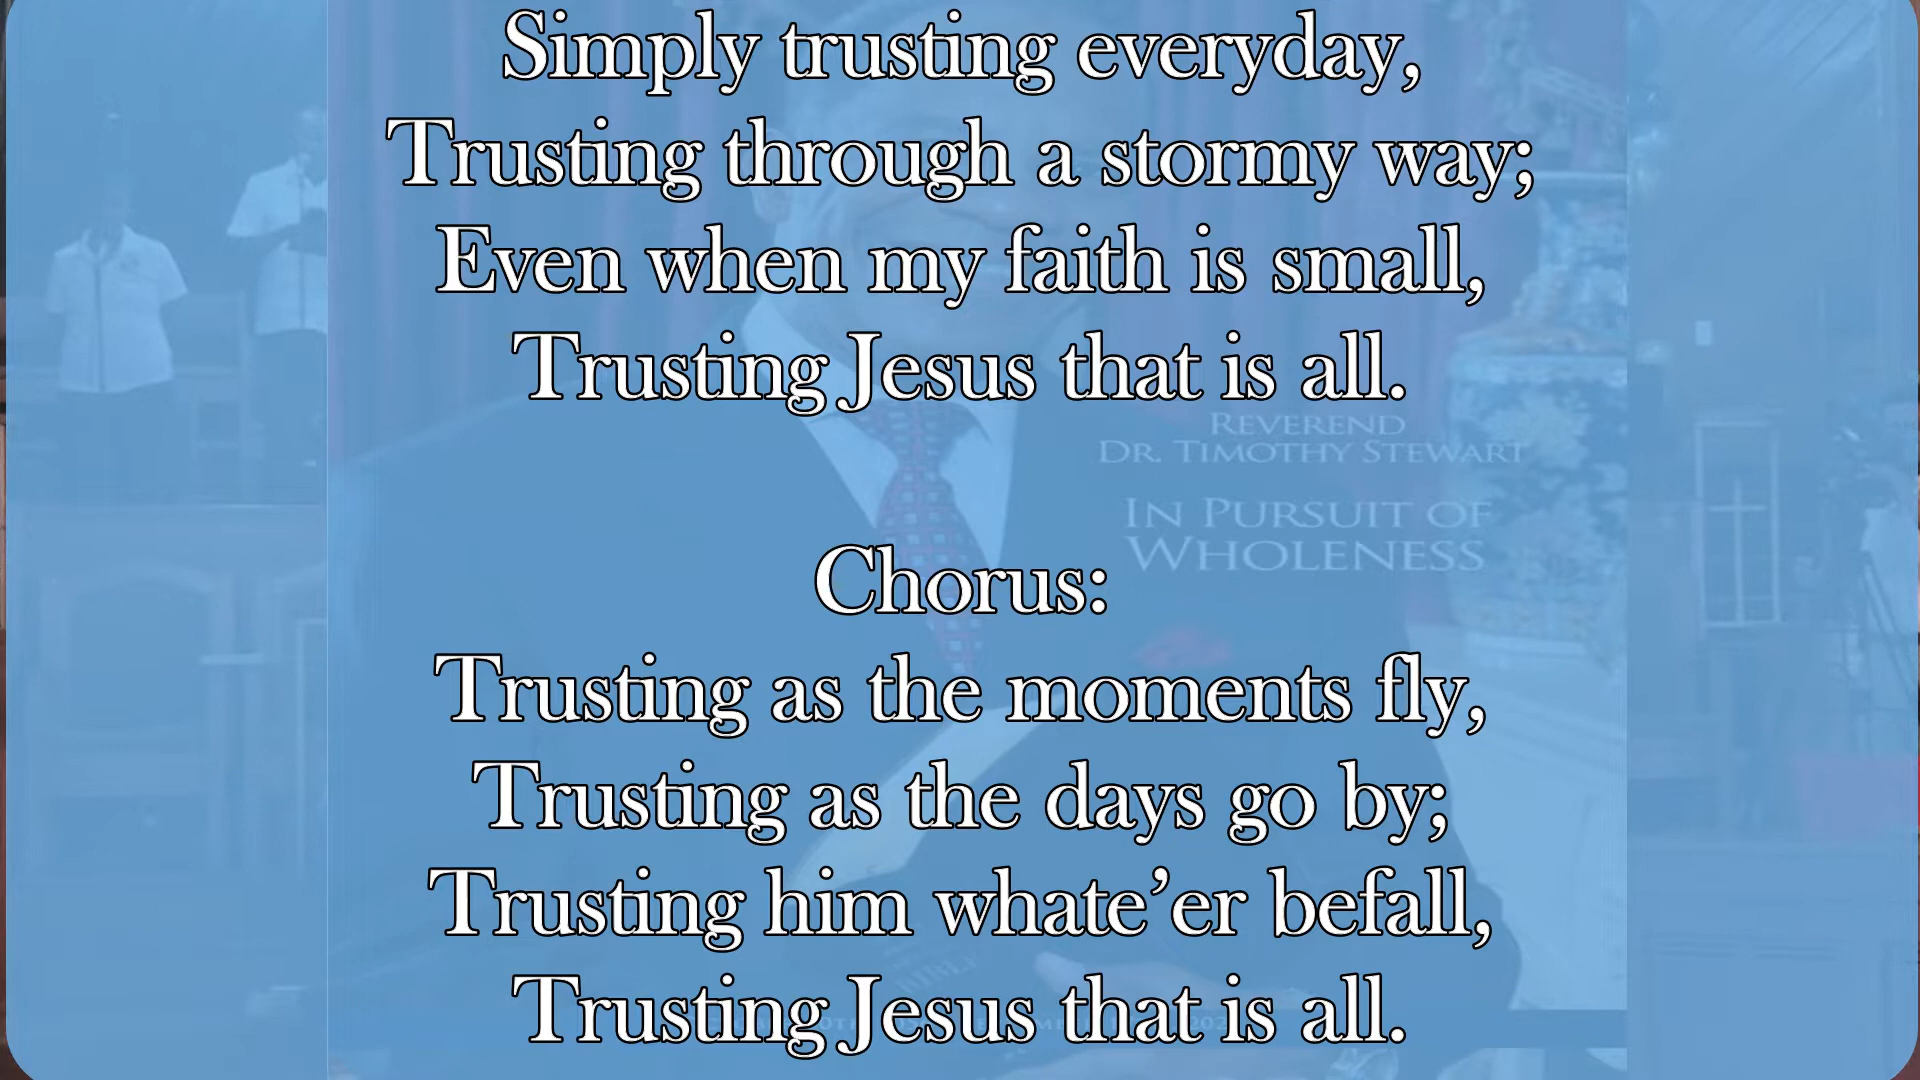 Simply trusting everyday,
Trusting through a stormy way;
Even when my faith is small,
Trusting Jesus that is all.
REVEREND
DR. TIMOTHY STEWART
IN PURSUIT OF
WHOLENESS
Chorus:
Trusting as the moments fly,
Trusting as the days go by;
Trusting him whate’er befall,
Trusting Jesus that is all.